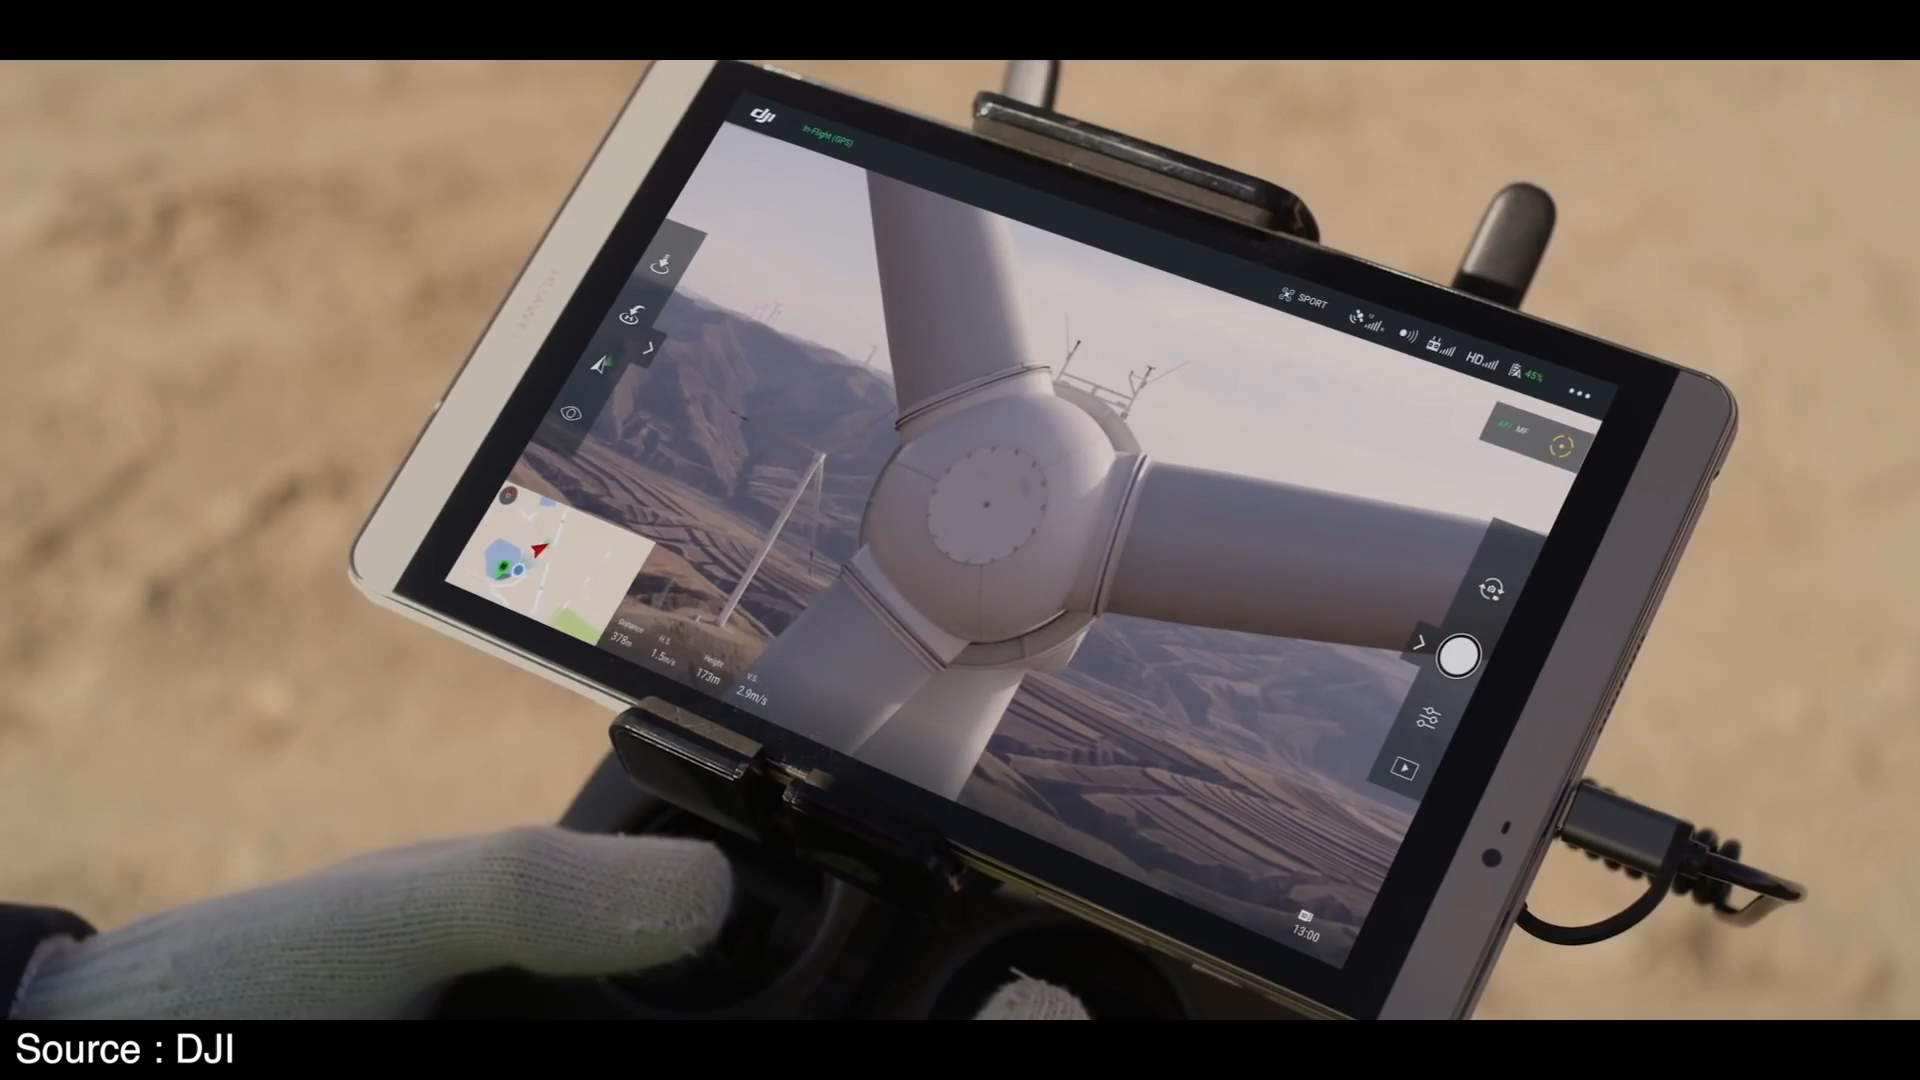 dji
In-Flight (GPS)
SPORT
HD
45%
AF MF
Distance
378m
H.S.
1.5m/s
Height
173m
V.S.
2.9m/s
13:00
HUAWEI
Source : DJI